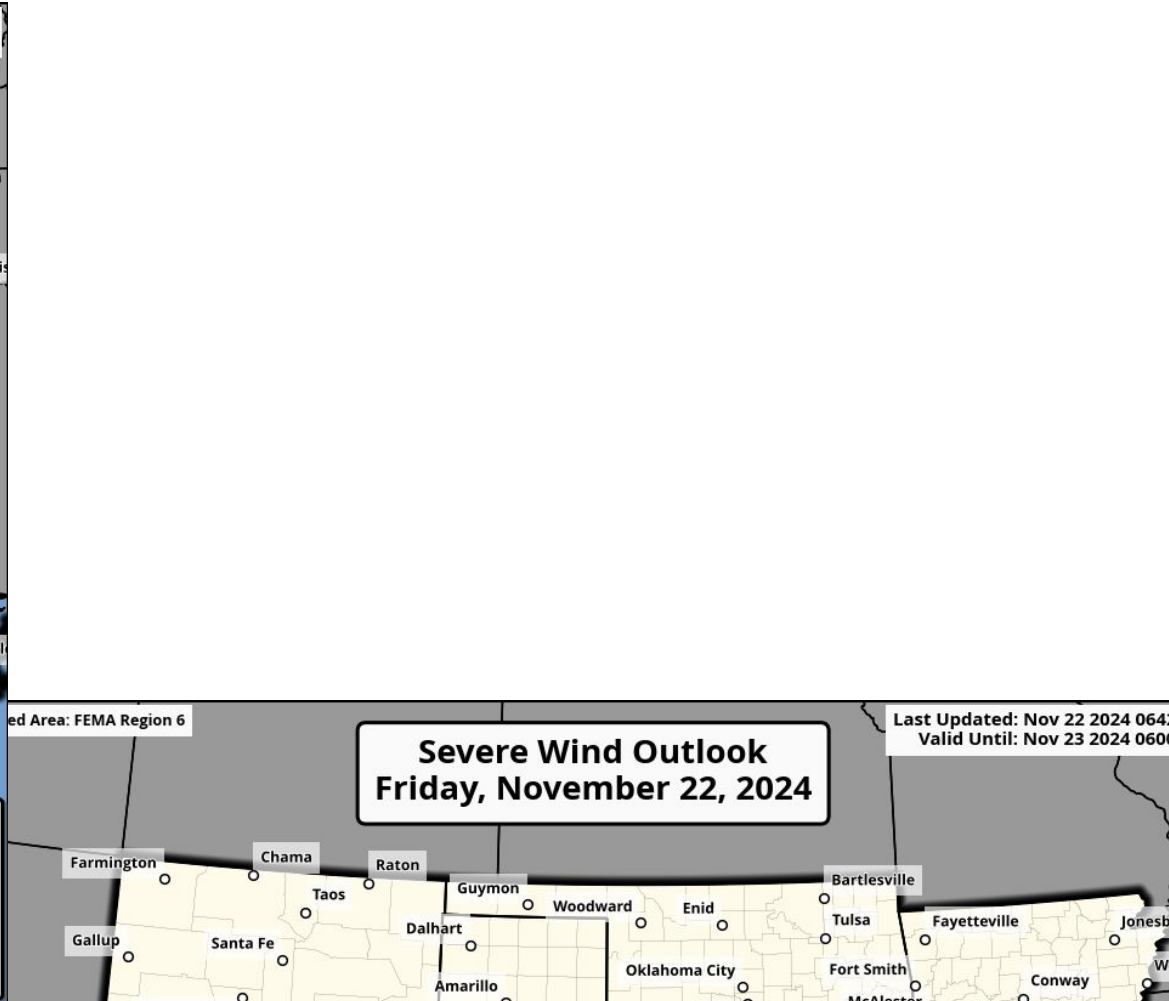 ed Area: FEMA Region 6
Severe Wind Outlook
Friday, November 22, 2024
Last Updated: Nov 22 2024 064
Valid Until: Nov 23 2024 060
Farmington
Chama
Raton
Taos
Guymon
Woodward
Enid
Bartlesville
Tulsa
Fayetteville
Jonesb
Gallup
Santa Fe
Dalhart
Amarillo
Oklahoma City
Fort Smith
McAlester
Conway
W